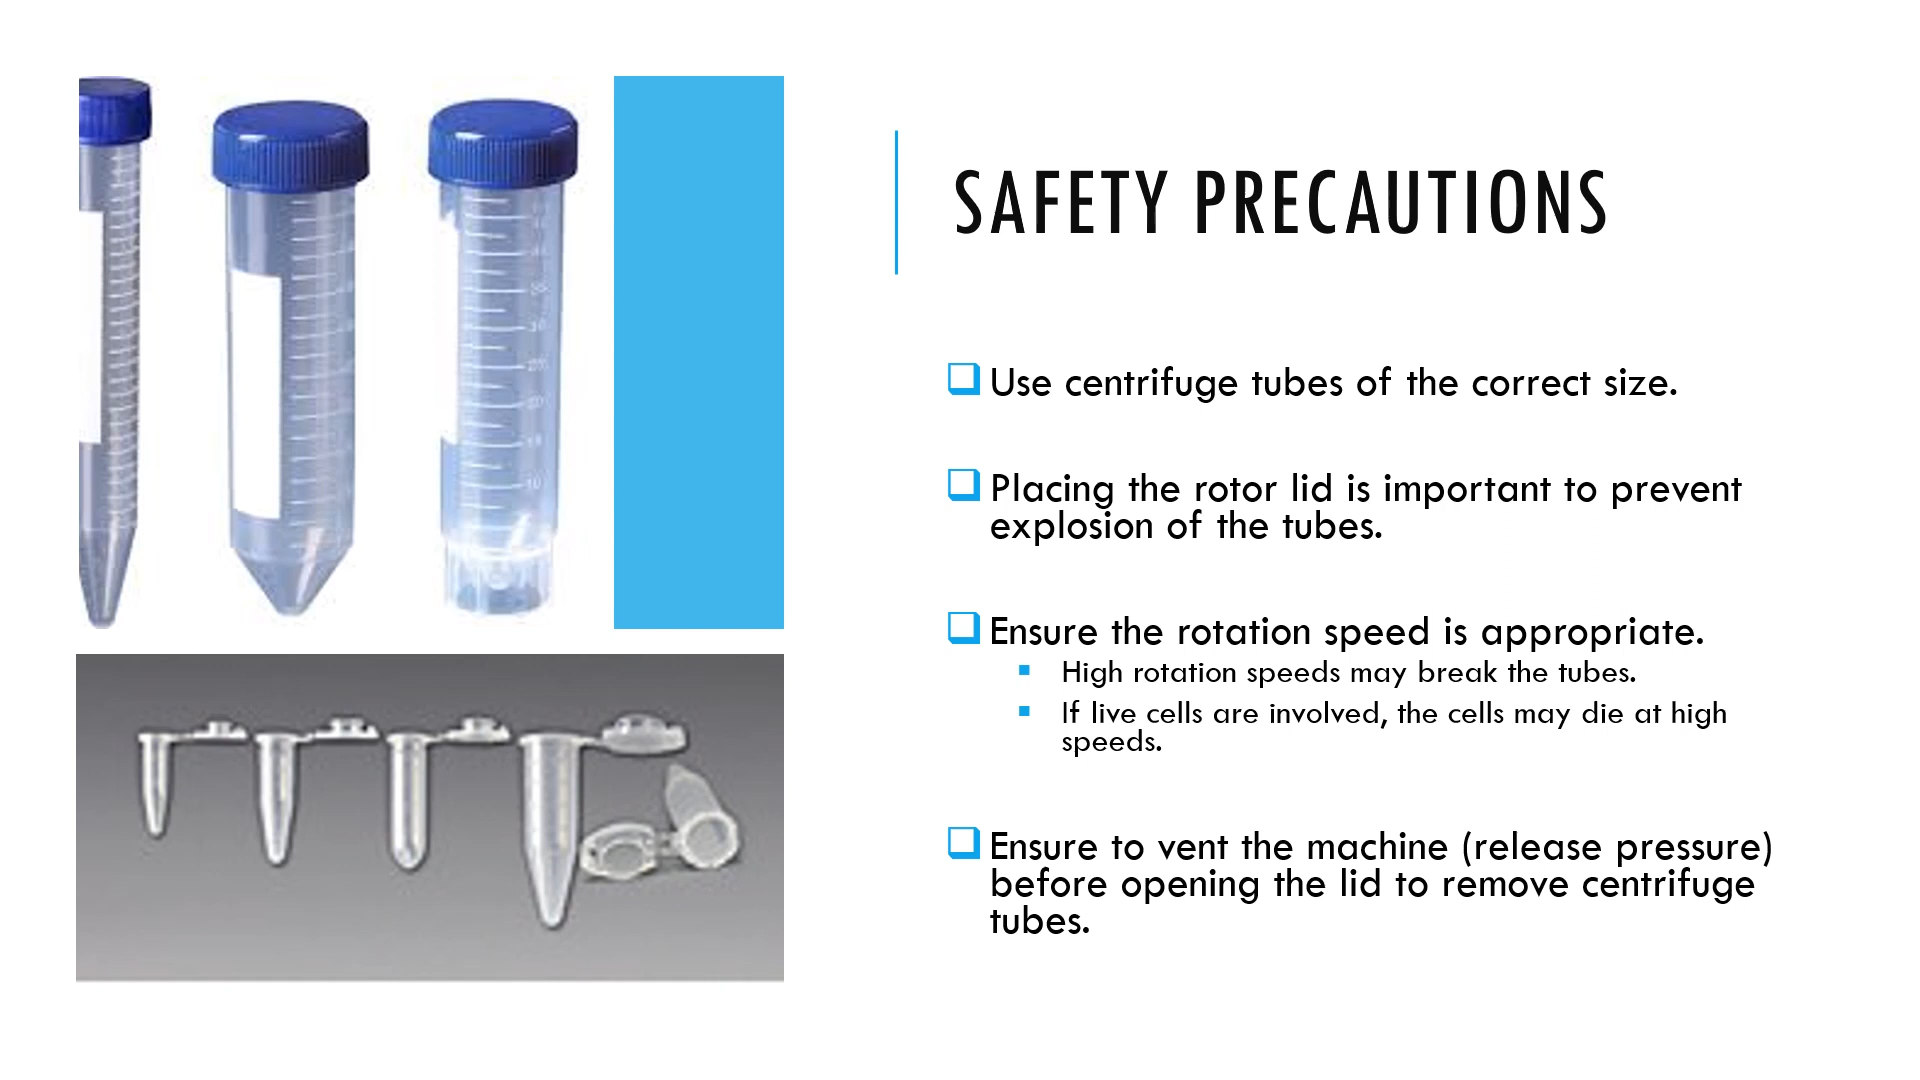 SAFETY PRECAUTIONS
Use centrifuge tubes of the correct size.
Placing the rotor lid is important to prevent
explosion of the tubes.
Ensure the rotation speed is appropriate.
High rotation speeds may break the tubes.
If live cells are involved, the cells may die at high
speeds.
Ensure to vent the machine (release pressure)
before opening the lid to remove centrifuge
tubes.